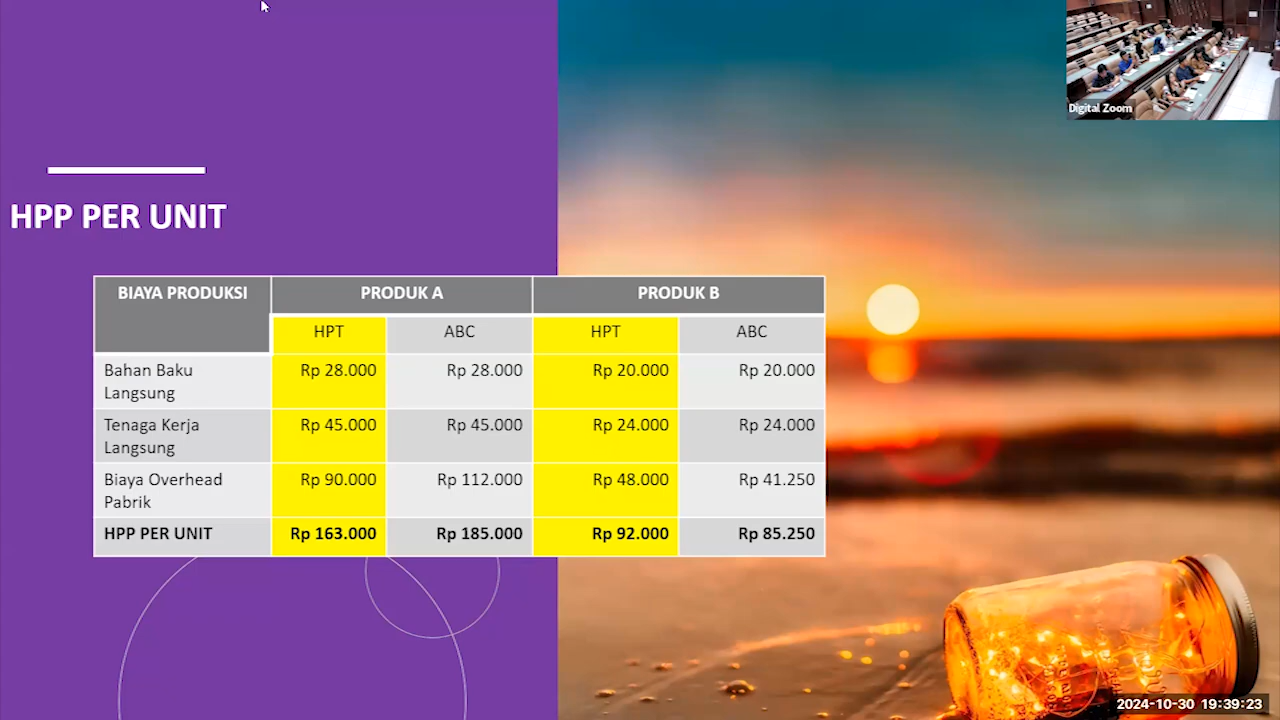 Digital Zoom
HPP PER UNIT
BIAYA PRODUKSI PRODUK A PRODUK B
HPT ABC HPT ABC
Bahan Baku
Langsung
Rp 28.000 Rp 28.000 Rp 20.000 Rp 20.000
Tenaga Kerja
Langsung
Rp 45.000 Rp 45.000 Rp 24.000 Rp 24.000
Biaya Overhead
Pabrik
Rp 90.000 Rp 112.000 Rp 48.000 Rp 41.250
HPP PER UNIT Rp 163.000 Rp 185.000 Rp 92.000 Rp 85.250
2024-10-30 19:39:23